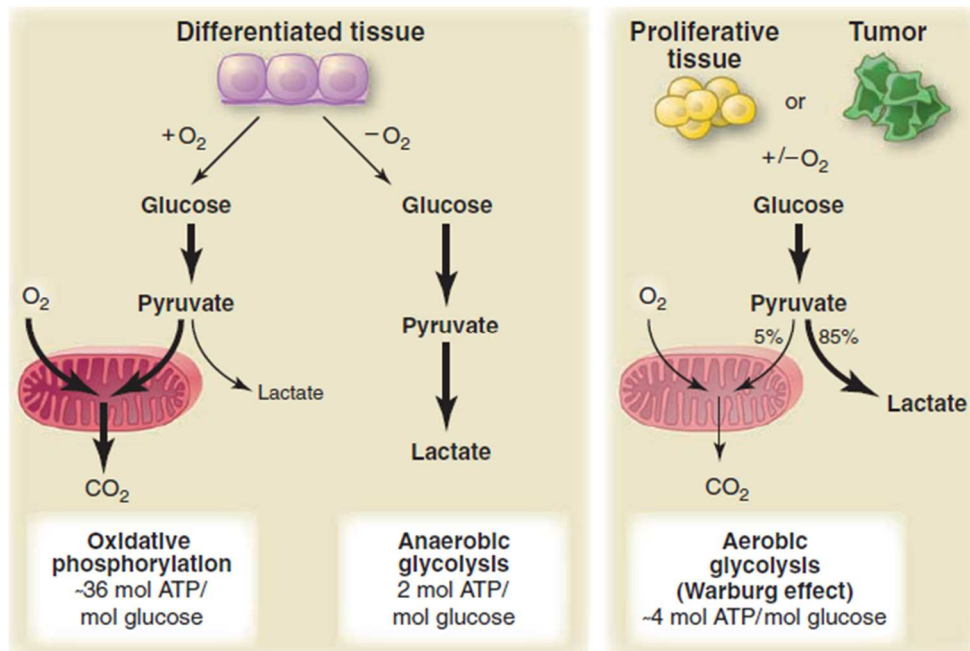 Differentiated tissue
+O₂
−O₂
Glucose
Glucose
O₂
Pyruvate
Pyruvate
Lactate
Lactate
CO₂
Oxidative
phosphorylation
~36 mol ATP/
mol glucose
Anaerobic
glycolysis
2 mol ATP/
mol glucose
Proliferative
tissue
or
Tumor
+/−O₂
Glucose
O₂
Pyruvate
5%
85%
Lactate
CO₂
Aerobic
glycolysis
(Warburg effect)
~4 mol ATP/mol glucose